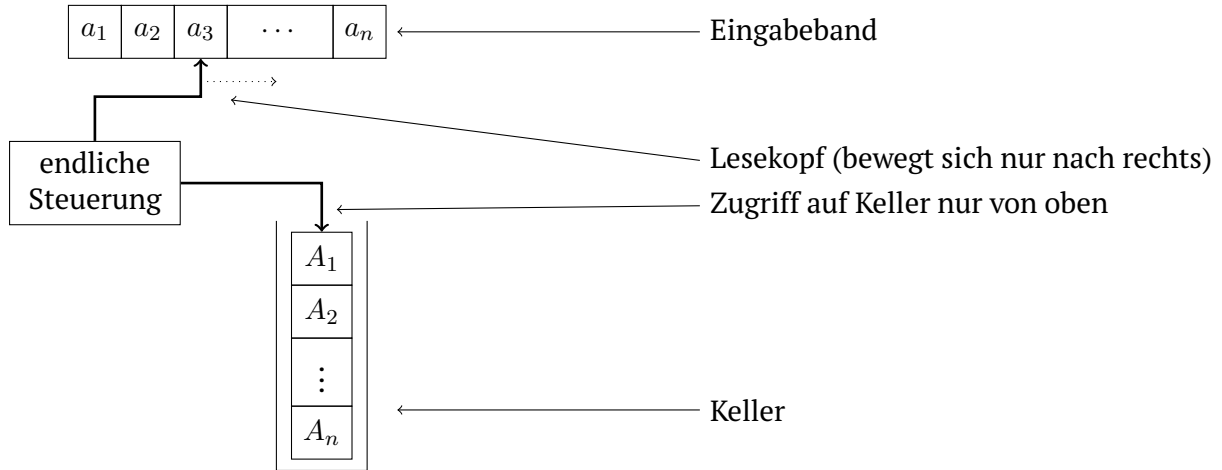 a₁ a₂ a₃ ⋯ aₙ
Eingabeband
Lesekopf (bewegt sich nur nach rechts)
endliche
Steuerung
Zugriff auf Keller nur von oben
A₁
A₂
⋮
Aₙ
Keller